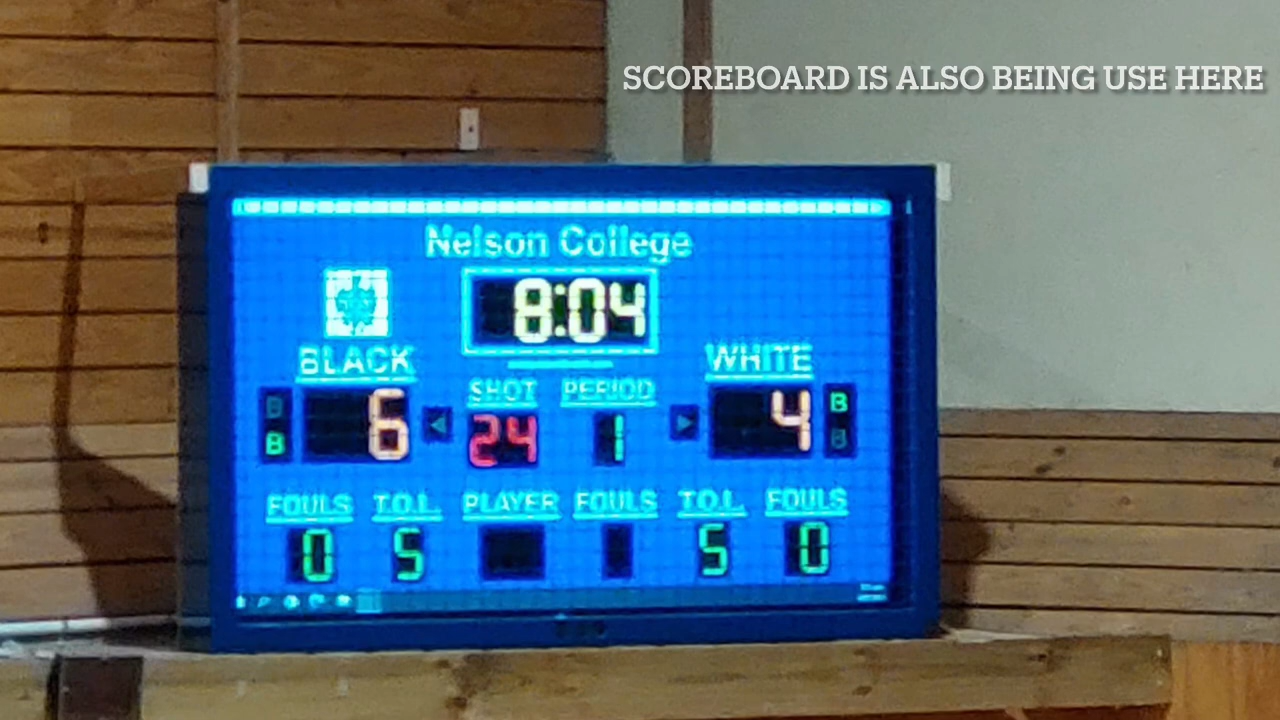 SCOREBOARD IS ALSO BEING USE HERE
Nelson College
8:04
BLACK WHITE
SHOT PERIOD
B 6 24 1 4 B
B B
FOULS T.O.L. PLAYER FOULS T.O.L. FOULS
0 5 5 0